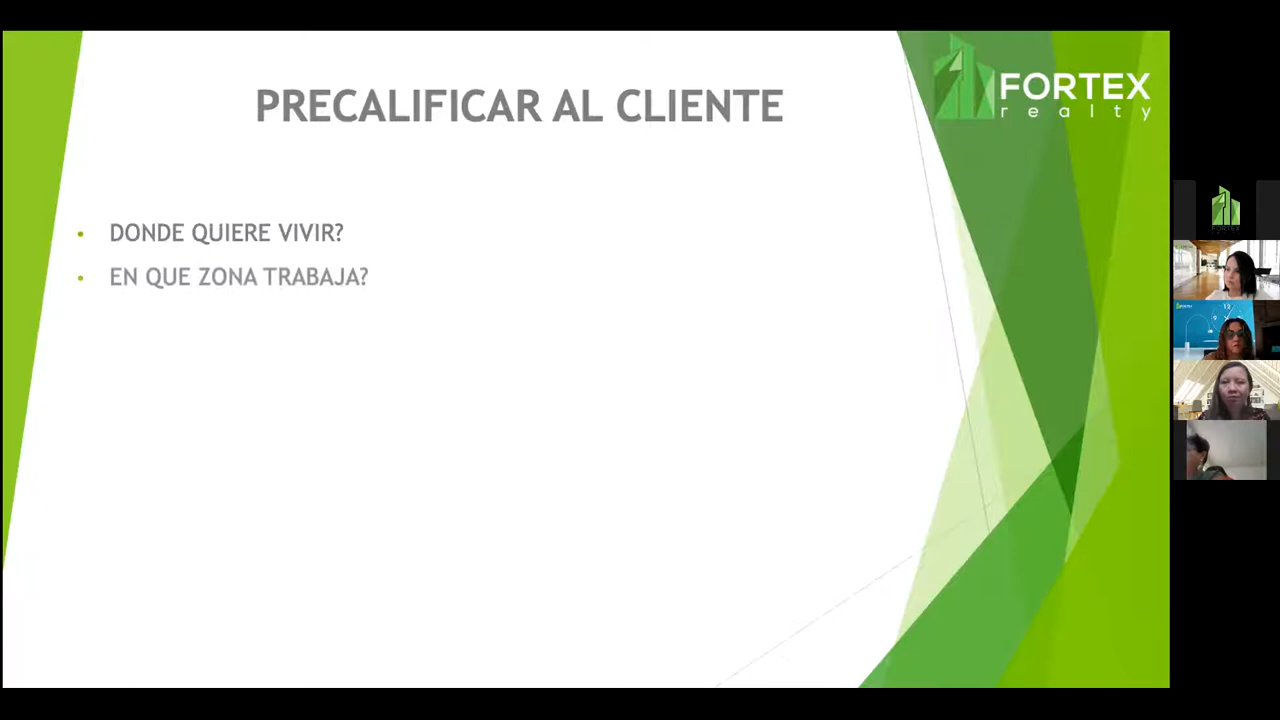 PRECALIFICAR AL CLIENTE
FORTEX
realty
• DONDE QUIERE VIVIR?
• EN QUE ZONA TRABAJA?